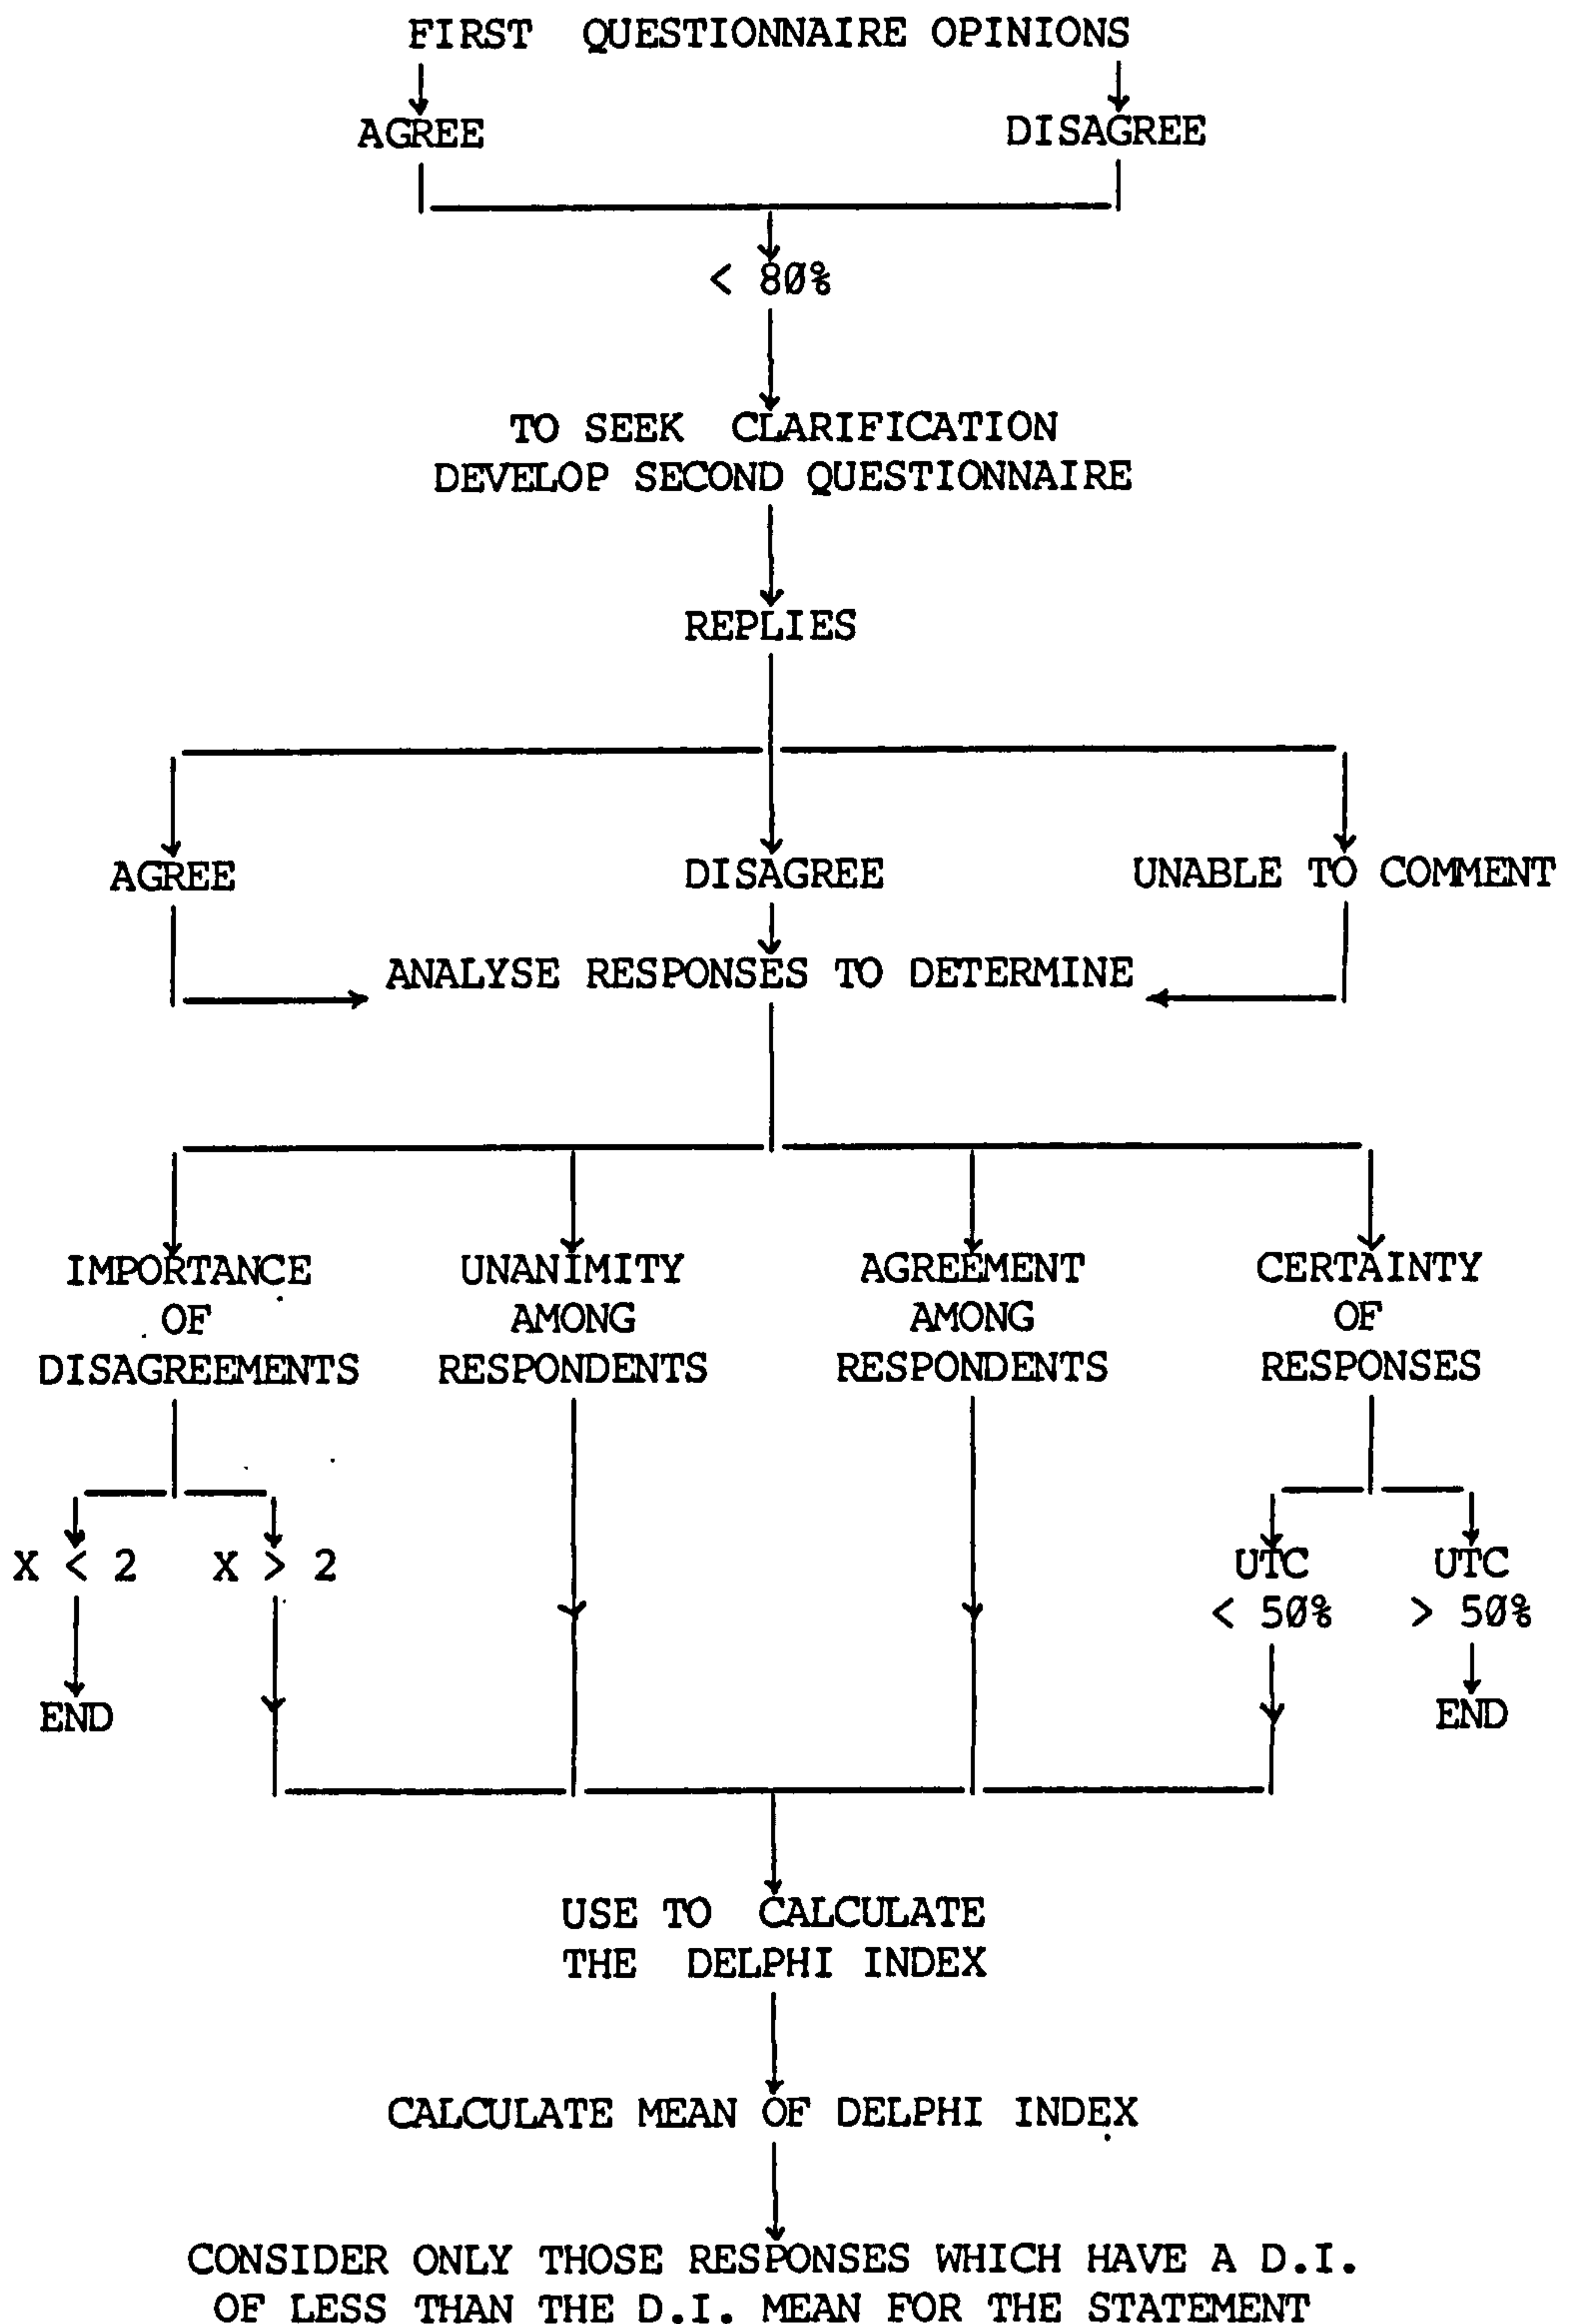 FIRST QUESTIONNAIRE OPINIONS
AGREE
DISAGREE
< 80%
TO SEEK CLARIFICATION
DEVELOP SECOND QUESTIONNAIRE
REPLIES
AGREE
DISAGREE
UNABLE TO COMMENT
ANALYSE RESPONSES TO DETERMINE
IMPORTANCE
OF
DISAGREEMENTS
UNANIMITY
AMONG
RESPONDENTS
AGREEMENT
AMONG
RESPONDENTS
CERTAINTY
OF
RESPONSES
X < 2
X > 2
UTC
< 50%
UTC
> 50%
END
END
USE TO CALCULATE
THE DELPHI INDEX
CALCULATE MEAN OF DELPHI INDEX
CONSIDER ONLY THOSE RESPONSES WHICH HAVE A D.I.
OF LESS THAN THE D.I. MEAN FOR THE STATEMENT